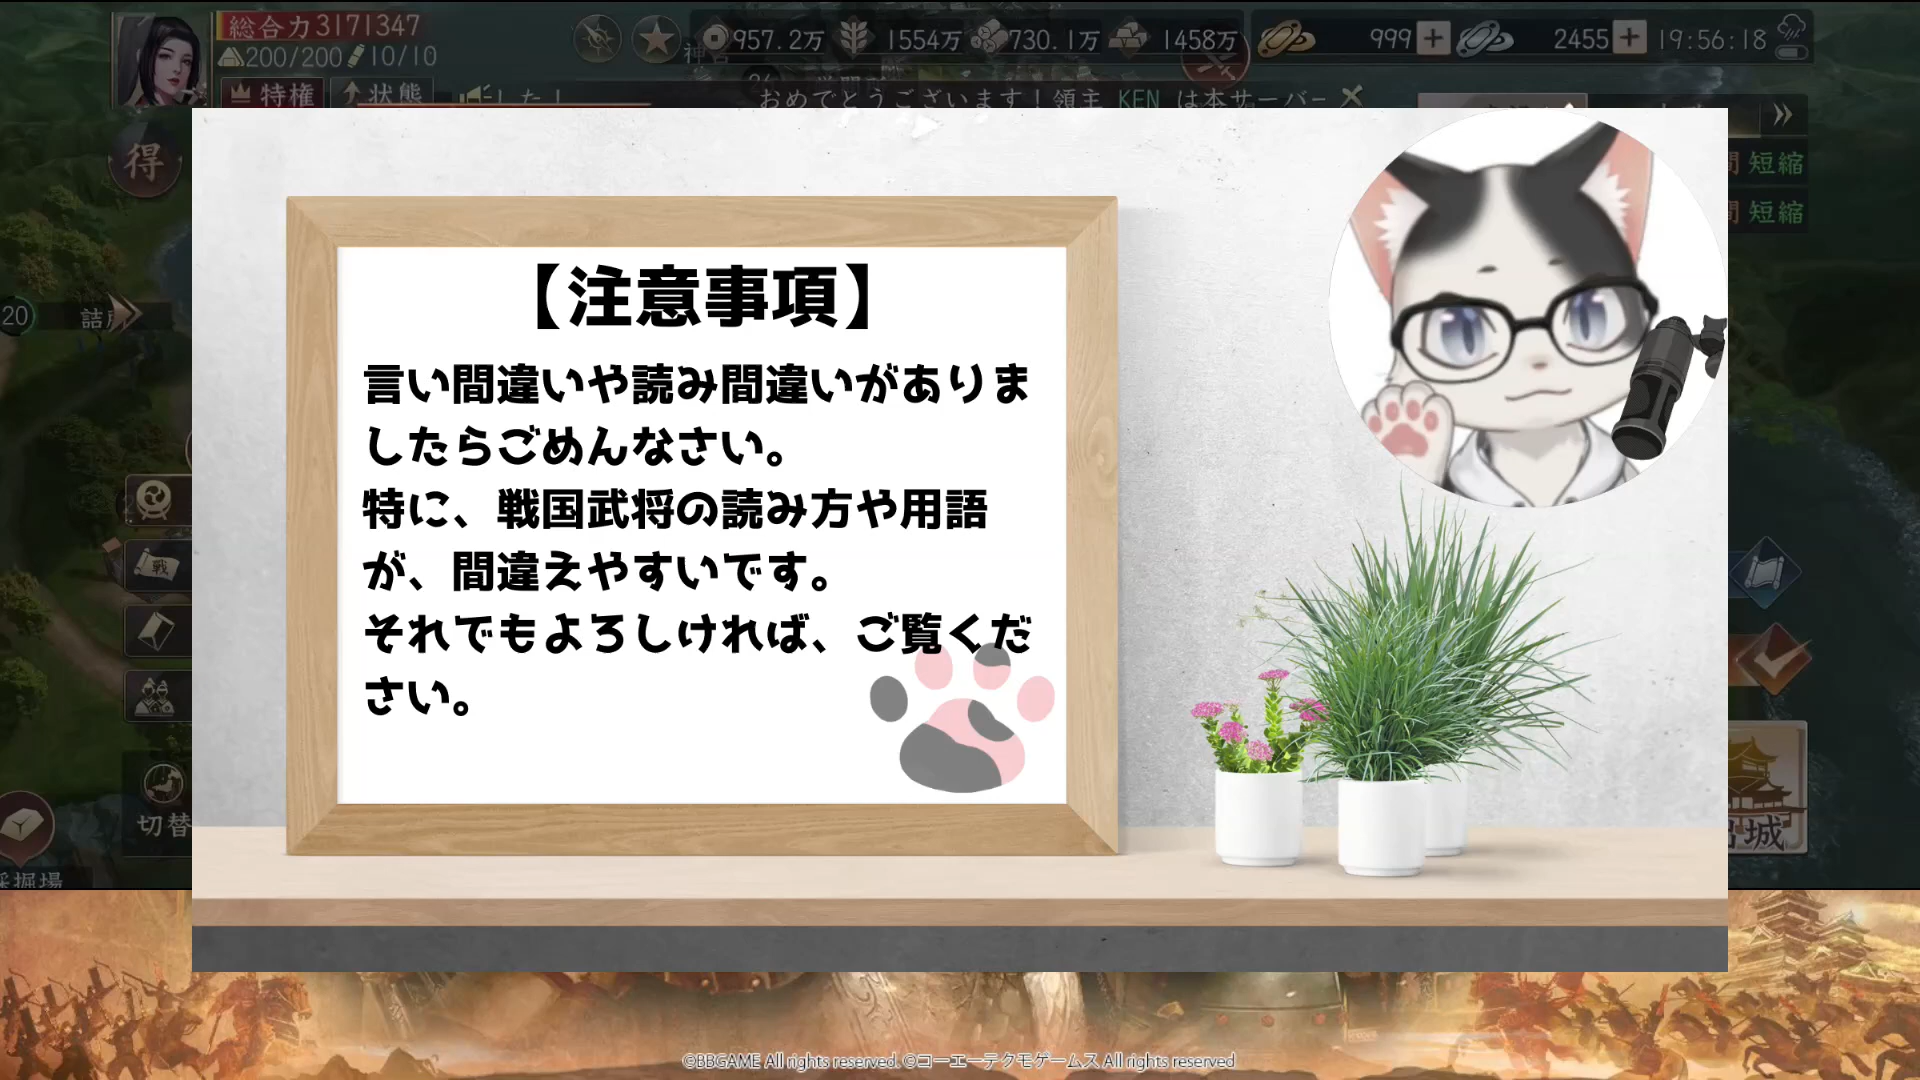 総合力3171347
200/200 10/10
957.2万 1554万 730.1万 1458万 999 2455 19:56:18
特権 状態
した!
おめでとうございます!領主 KEN は本サーバー
得
短縮
短縮
20
【注意事項】
言い間違いや読み間違いがありま
したらごめんなさい。
特に、戦国武将の読み方や用語
が、間違えやすいです。
それでもよろしければ、ご覧くだ
さい。
戦
切替
城
採掘場
©BBGAME All rights reserved. ©コーエーテクモゲームス All rights reserved